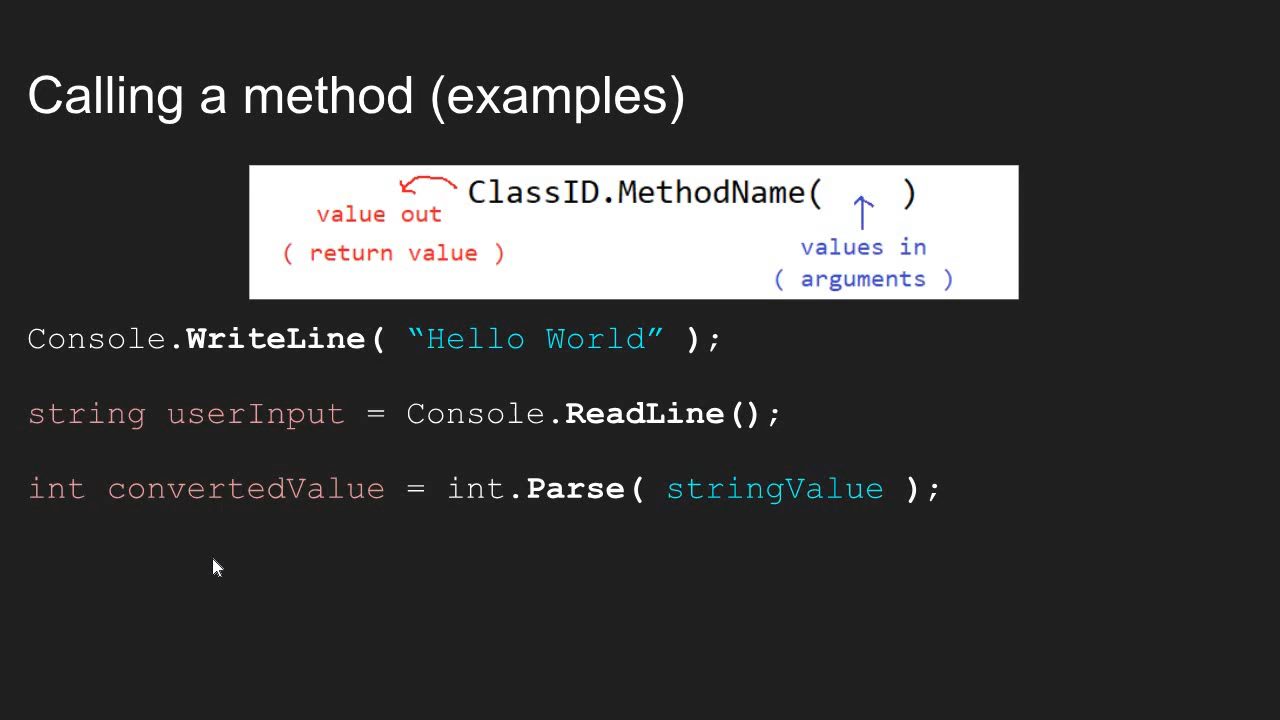 Calling a method (examples)
ClassID.MethodName( )
value out
( return value )
values in
( arguments )
Console.WriteLine( “Hello World” );
string userInput = Console.ReadLine();
int convertedValue = int.Parse( stringValue );